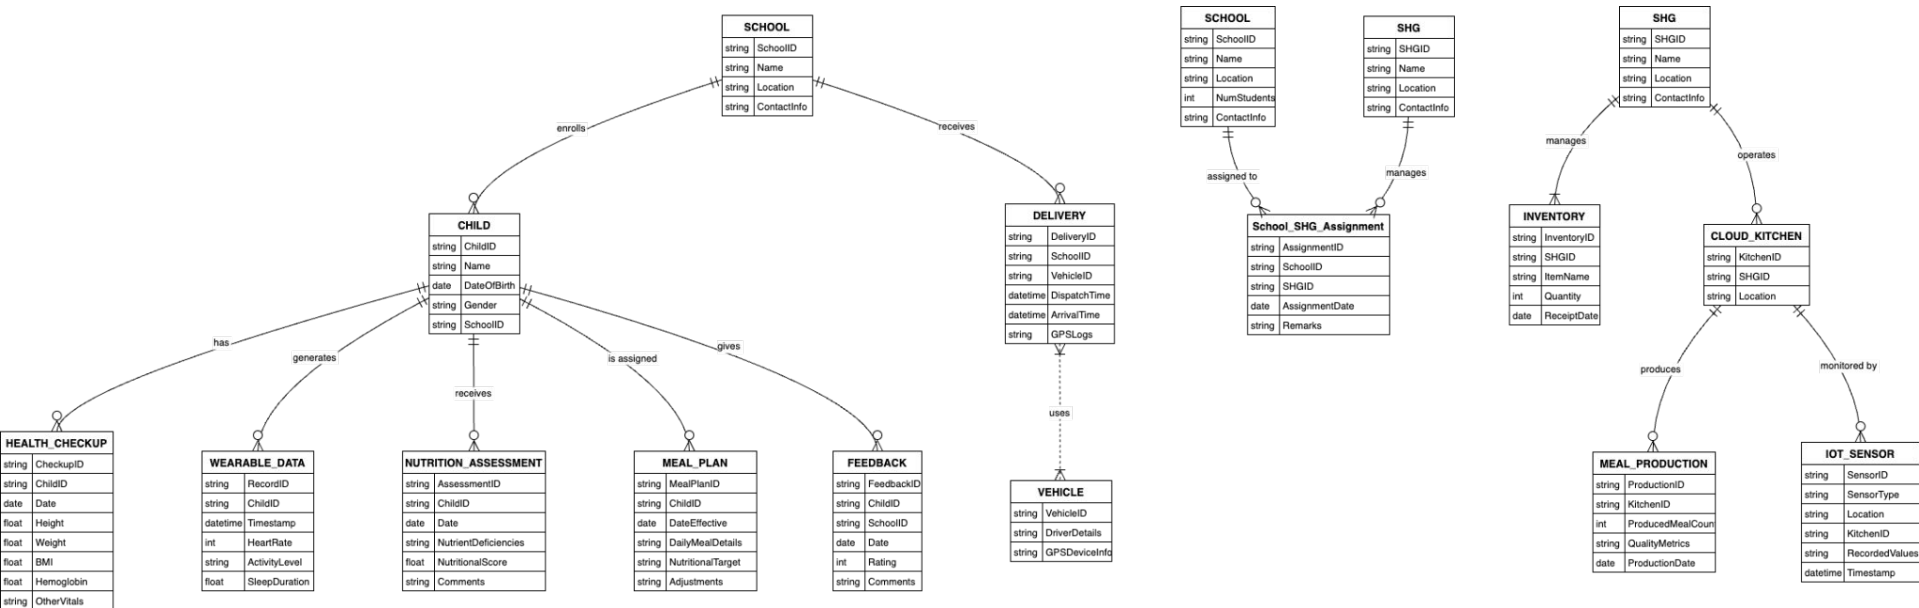 SCHOOL
string SchoolID
string Name
string Location
string ContactInfo
enrolls
receives
CHILD
string ChildID
string Name
date DateOfBirth
string Gender
string SchoolID
DELIVERY
string DeliveryID
string SchoolID
string VehicleID
datetime DispatchTime
datetime ArrivalTime
string GPSLogs
has
generates
receives
is assigned
gives
uses
HEALTH_CHECKUP
string CheckupID
string ChildID
date Date
float Height
float Weight
float BMI
float Hemoglobin
string OtherVitals
WEARABLE_DATA
string RecordID
string ChildID
datetime Timestamp
int HeartRate
string ActivityLevel
float SleepDuration
NUTRITION_ASSESSMENT
string AssessmentID
string ChildID
date Date
string NutrientDeficiencies
float NutritionalScore
string Comments
MEAL_PLAN
string MealPlanID
string ChildID
date DateEffective
string DailyMealDetails
string NutritionalTarget
string Adjustments
FEEDBACK
string FeedbackID
string ChildID
string SchoolID
date Date
int Rating
string Comments
VEHICLE
string VehicleID
string DriverDetails
string GPSDeviceInfo
SCHOOL
string SchoolID
string Name
string Location
int NumStudents
string ContactInfo
SHG
string SHGID
string Name
string Location
string ContactInfo
assigned to
manages
School_SHG_Assignment
string AssignmentID
string SchoolID
string SHGID
date AssignmentDate
string Remarks
SHG
string SHGID
string Name
string Location
string ContactInfo
manages
operates
INVENTORY
string InventoryID
string SHGID
string ItemName
int Quantity
date ReceiptDate
CLOUD_KITCHEN
string KitchenID
string SHGID
string Location
produces
monitored by
MEAL_PRODUCTION
string ProductionID
string KitchenID
int ProducedMealCoun
string QualityMetrics
date ProductionDate
IOT_SENSOR
string SensorID
string SensorType
string Location
string KitchenID
string RecordedValues
datetime Timestamp